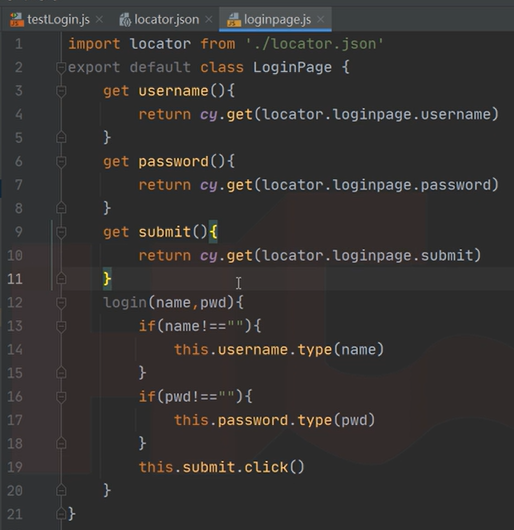 testLogin.js locator.json loginpage.js
1 import locator from './locator.json'
2 export default class LoginPage {
3 get username(){
4 return cy.get(locator.loginpage.username)
5 }
6 get password(){
7 return cy.get(locator.loginpage.password)
8 }
9 get submit(){
10 return cy.get(locator.loginpage.submit)
11 }
12 login(name,pwd){
13 if(name!==""){
14 this.username.type(name)
15 }
16 if(pwd!==""){
17 this.password.type(pwd)
18 }
19 this.submit.click()
20 }
21 }